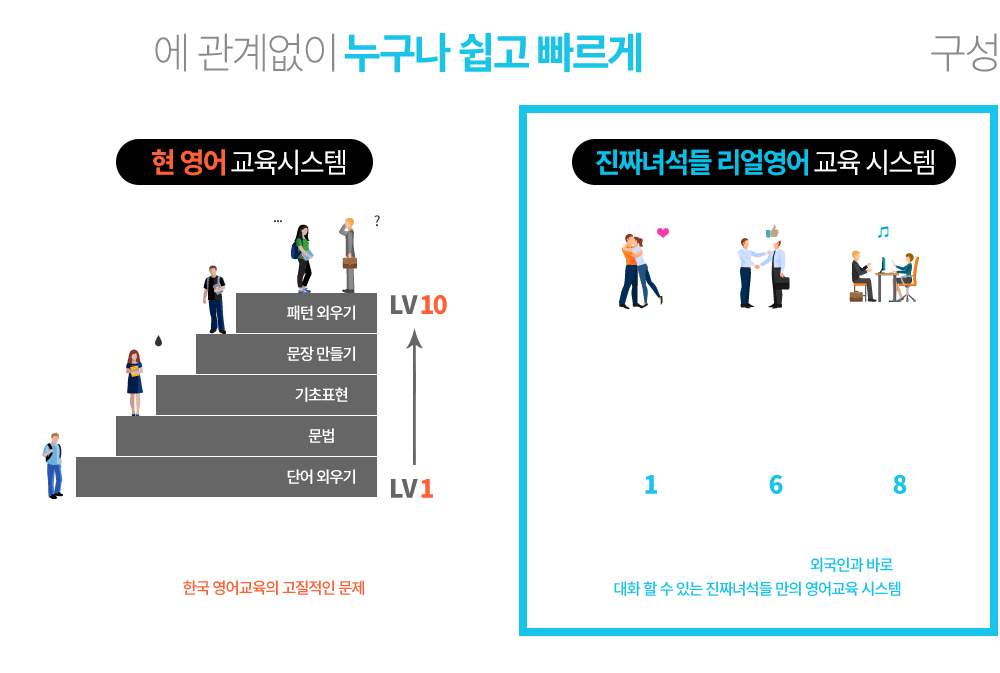 에 관계없이 누구나 쉽고 빠르게 구성
현 영어 교육시스템
진짜녀석들 리얼영어 교육 시스템
... ?
패턴 외우기
LV 10
문장 만들기
기초표현
문법
단어 외우기
LV 1
한국 영어교육의 고질적인 문제
1 6 8
외국인과 바로
대화 할 수 있는 진짜녀석들 만의 영어교육 시스템